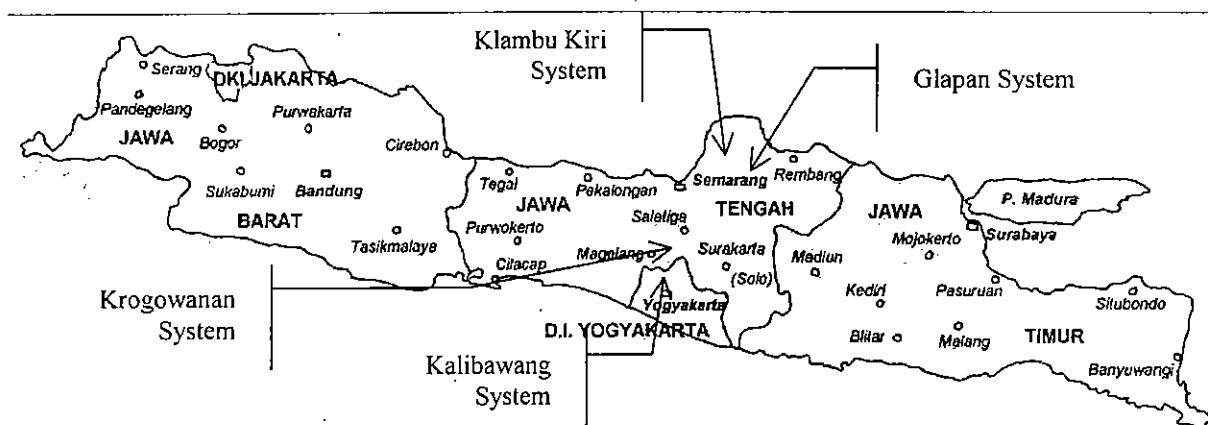 Klambu Kiri
System
Glapan System
Serang
DKI JAKARTA
Pandegelang
Purwakarta
JAWA
Bogor
Cirebon
Sukabumi
Bandung
BARAT
Tasikmalaya
Tegal
Pekalongan
Semarang
Rembang
JAWA
TENGAH
Salatiga
Purwokerto
Magelang
Surakarta
(Solo)
Cilacap
Yogyakarta
D.I. YOGYAKARTA
JAWA
P. Madura
Surabaya
Mojokerto
Madiun
Kediri
Pasuruan
Situbondo
Blitar
Malang
TIMUR
Banyuwangi
Krogowanan
System
Kalibawang
System